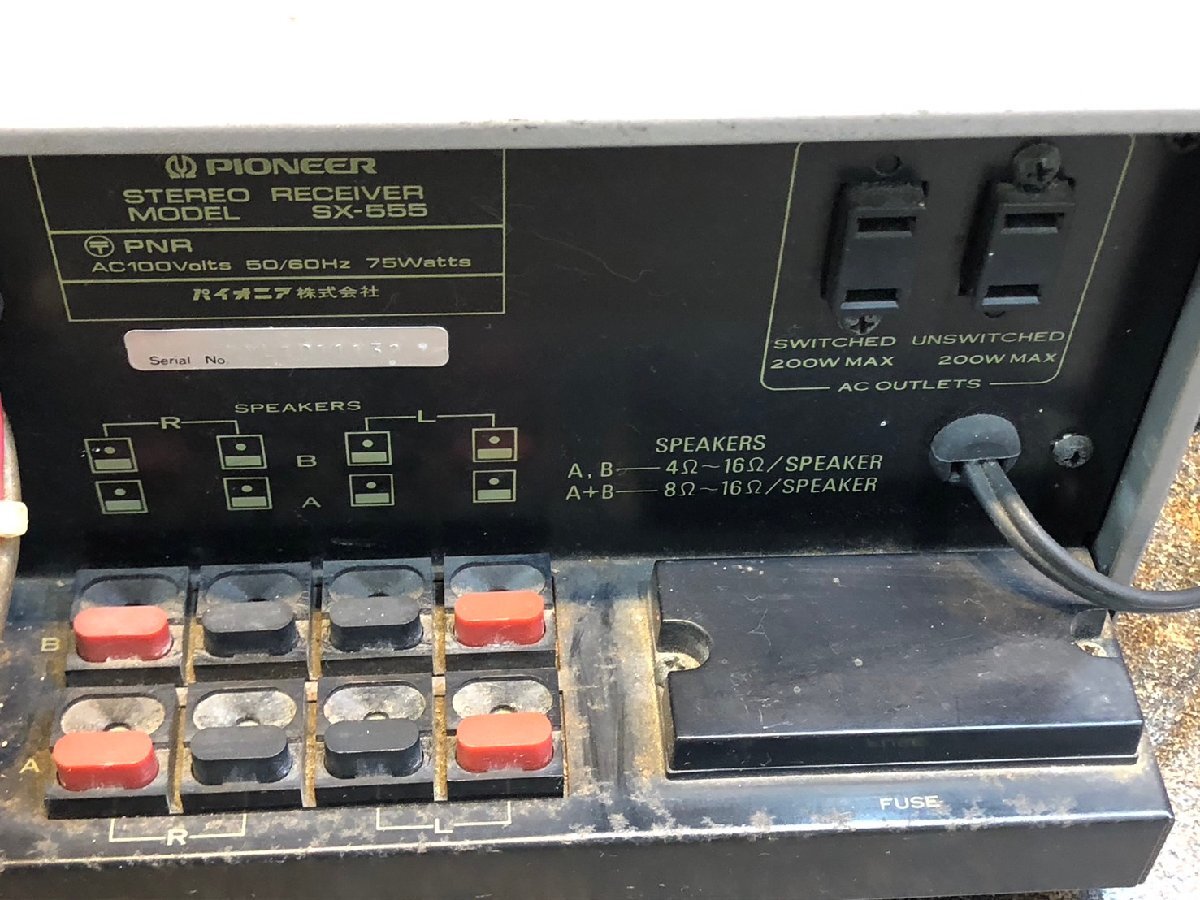 PIONEER
STEREO RECEIVER
MODEL SX-555
〒 PNR
AC100Volts 50/60Hz 75Watts
パイオニア株式会社
Serial No.
SPEAKERS
R L
B
A
SPEAKERS
A, B — 4Ω~16Ω/SPEAKER
A+B — 8Ω~16Ω/SPEAKER
SWITCHED UNSWITCHED
200W MAX 200W MAX
AC OUTLETS
B
A
R L
FUSE